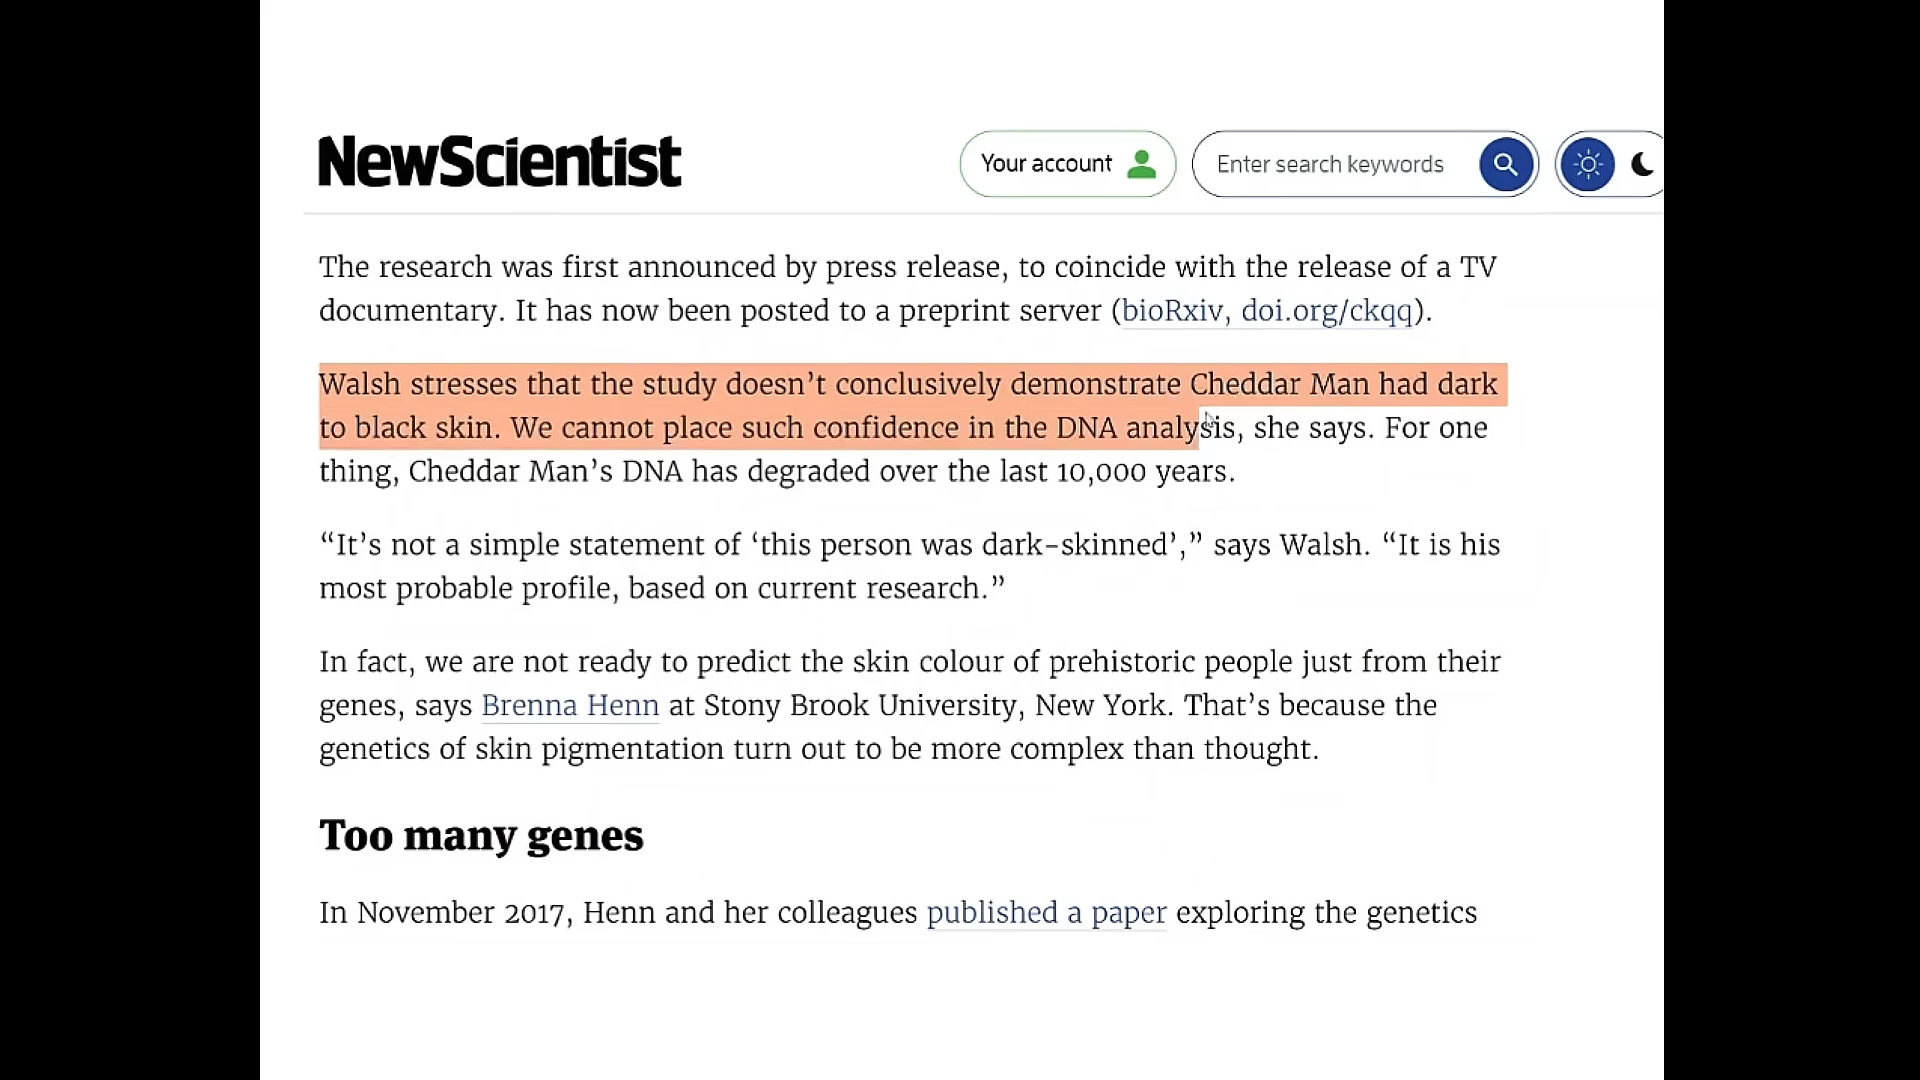 NewScientist
Your account
Enter search keywords
The research was first announced by press release, to coincide with the release of a TV
documentary. It has now been posted to a preprint server (bioRxiv, doi.org/ckqq).
Walsh stresses that the study doesn’t conclusively demonstrate Cheddar Man had dark
to black skin. We cannot place such confidence in the DNA analysis, she says. For one
thing, Cheddar Man’s DNA has degraded over the last 10,000 years.
“It’s not a simple statement of ‘this person was dark-skinned’,” says Walsh. “It is his
most probable profile, based on current research.”
In fact, we are not ready to predict the skin colour of prehistoric people just from their
genes, says Brenna Henn at Stony Brook University, New York. That’s because the
genetics of skin pigmentation turn out to be more complex than thought.
Too many genes
In November 2017, Henn and her colleagues published a paper exploring the genetics